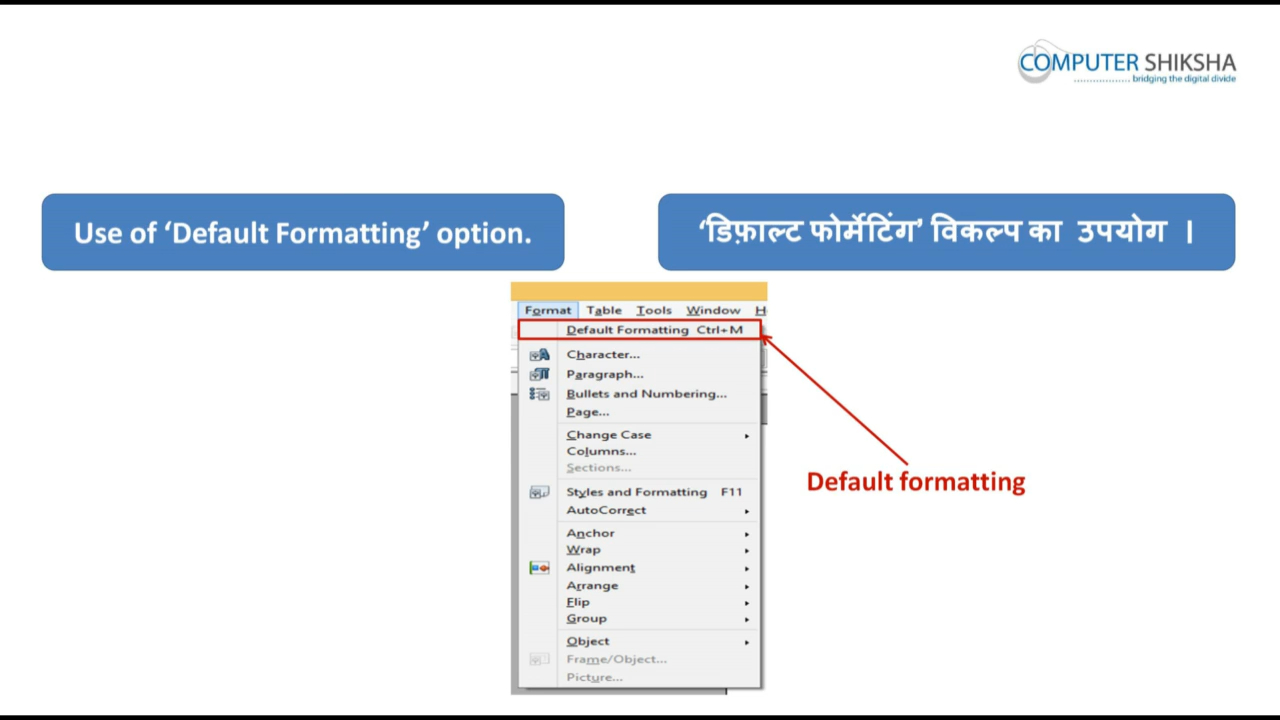 COMPUTER SHIKSHA
.................. bridging the digital divide
Use of ‘Default Formatting’ option.
‘डिफ़ाल्ट फोर्मेटिंग’ विकल्प का उपयोग ।
Format Table Tools Window H
Default Formatting Ctrl+M
Character...
Paragraph...
Bullets and Numbering...
Page...
Change Case
Columns...
Sections...
Default formatting
Styles and Formatting F11
AutoCorrect
Anchor
Wrap
Alignment
Arrange
Flip
Group
Object
Frame/Object...
Picture...